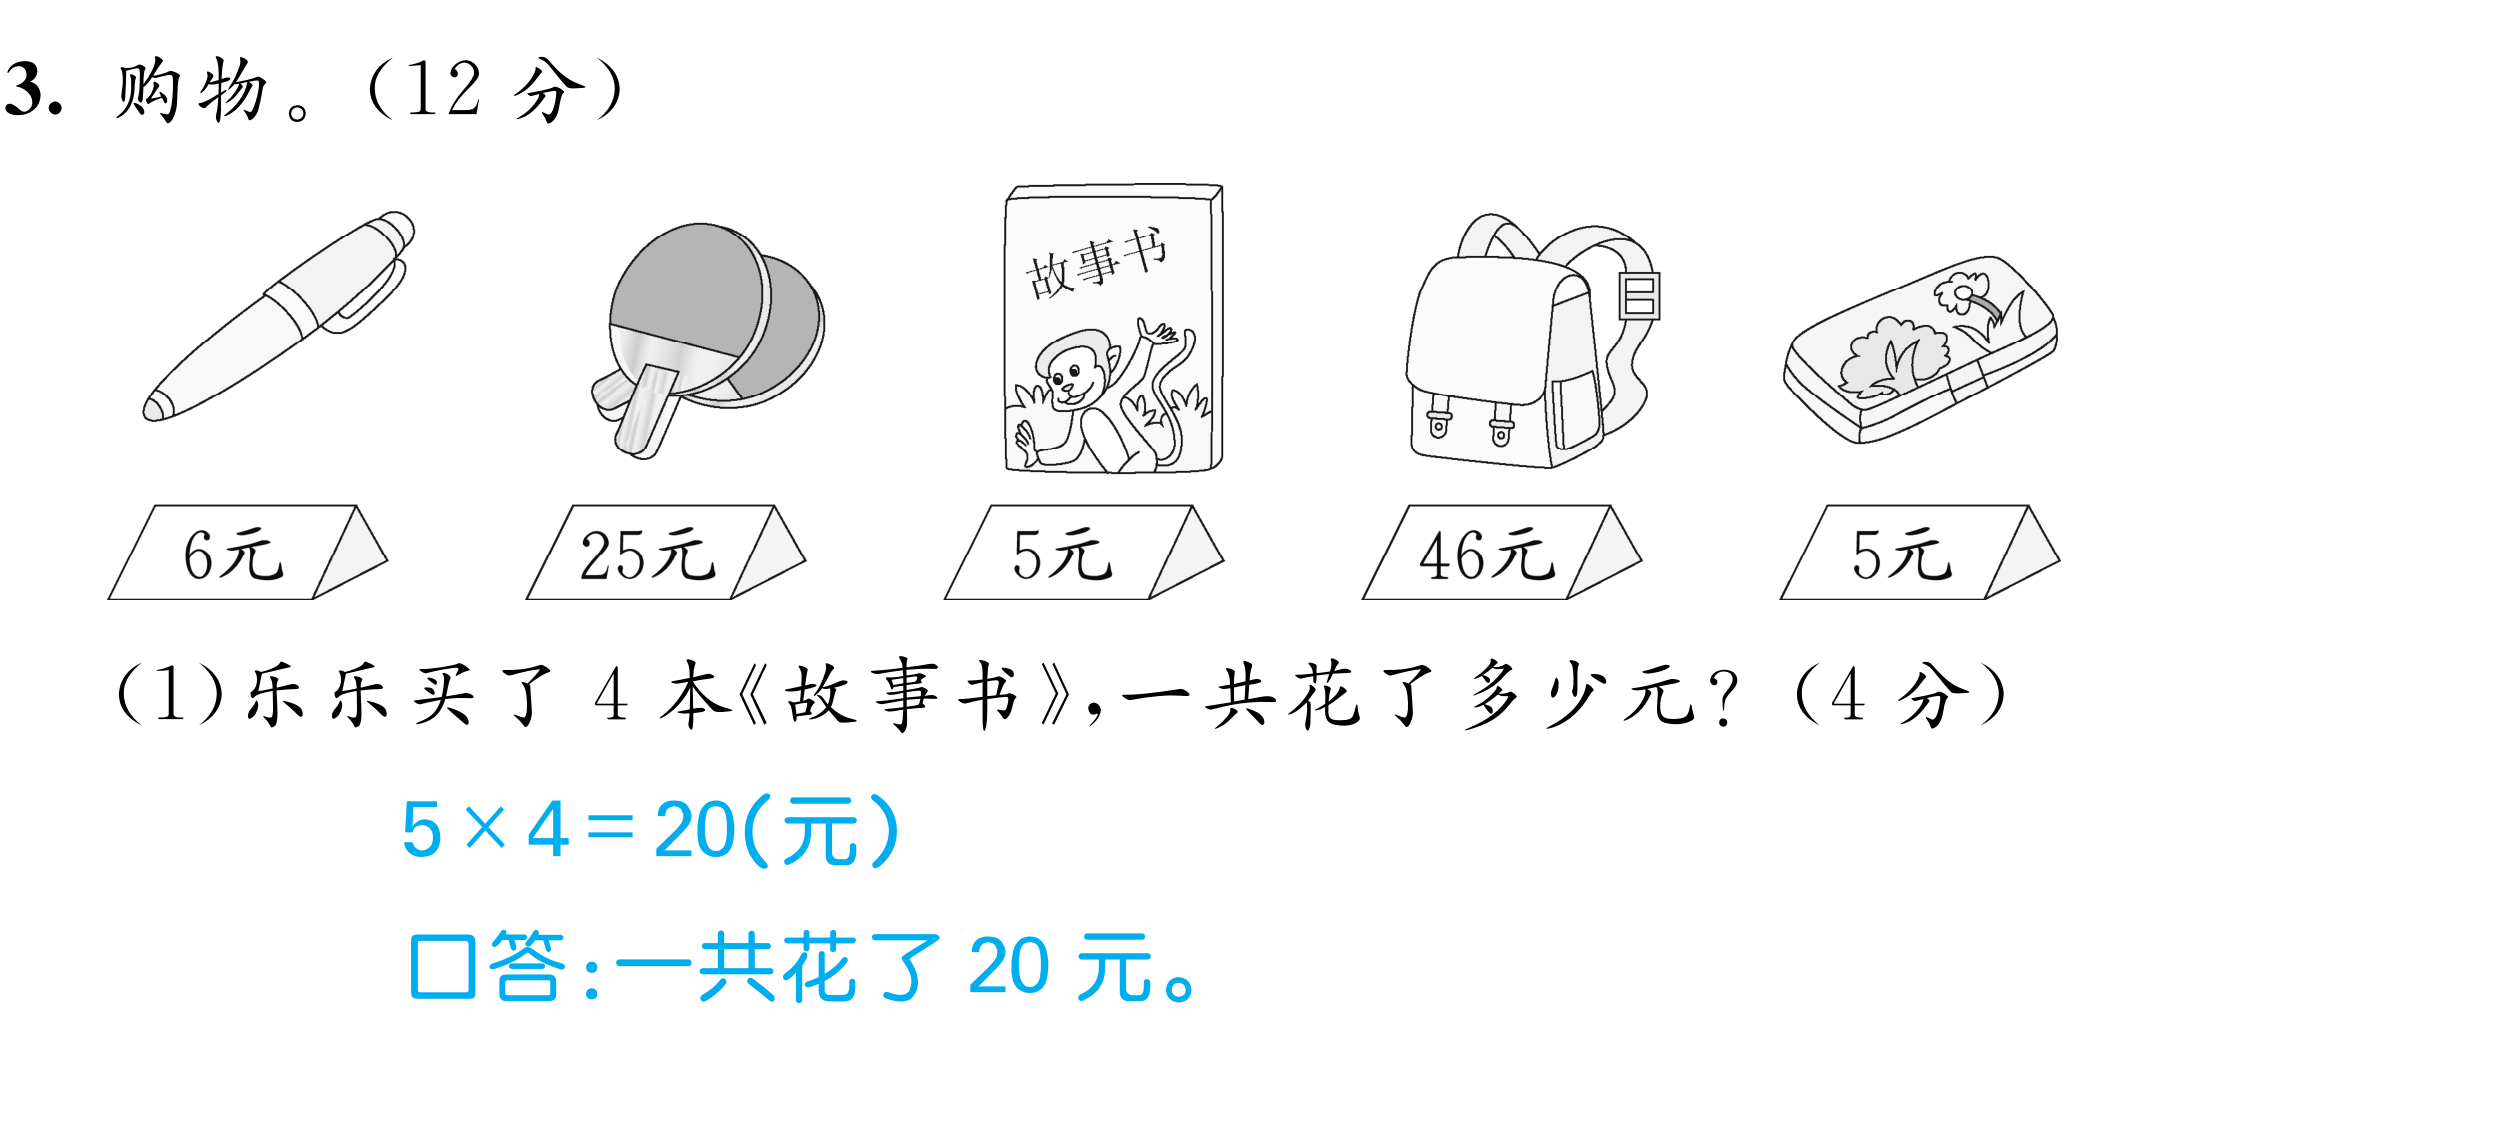 3. 购物。(12 分)
故事书
6元 25元 5元 46元 5元
(1)乐乐买了 4 本《故事书》,一共花了多少元?(4 分)
5×4=20(元)
口答:一共花了 20 元。